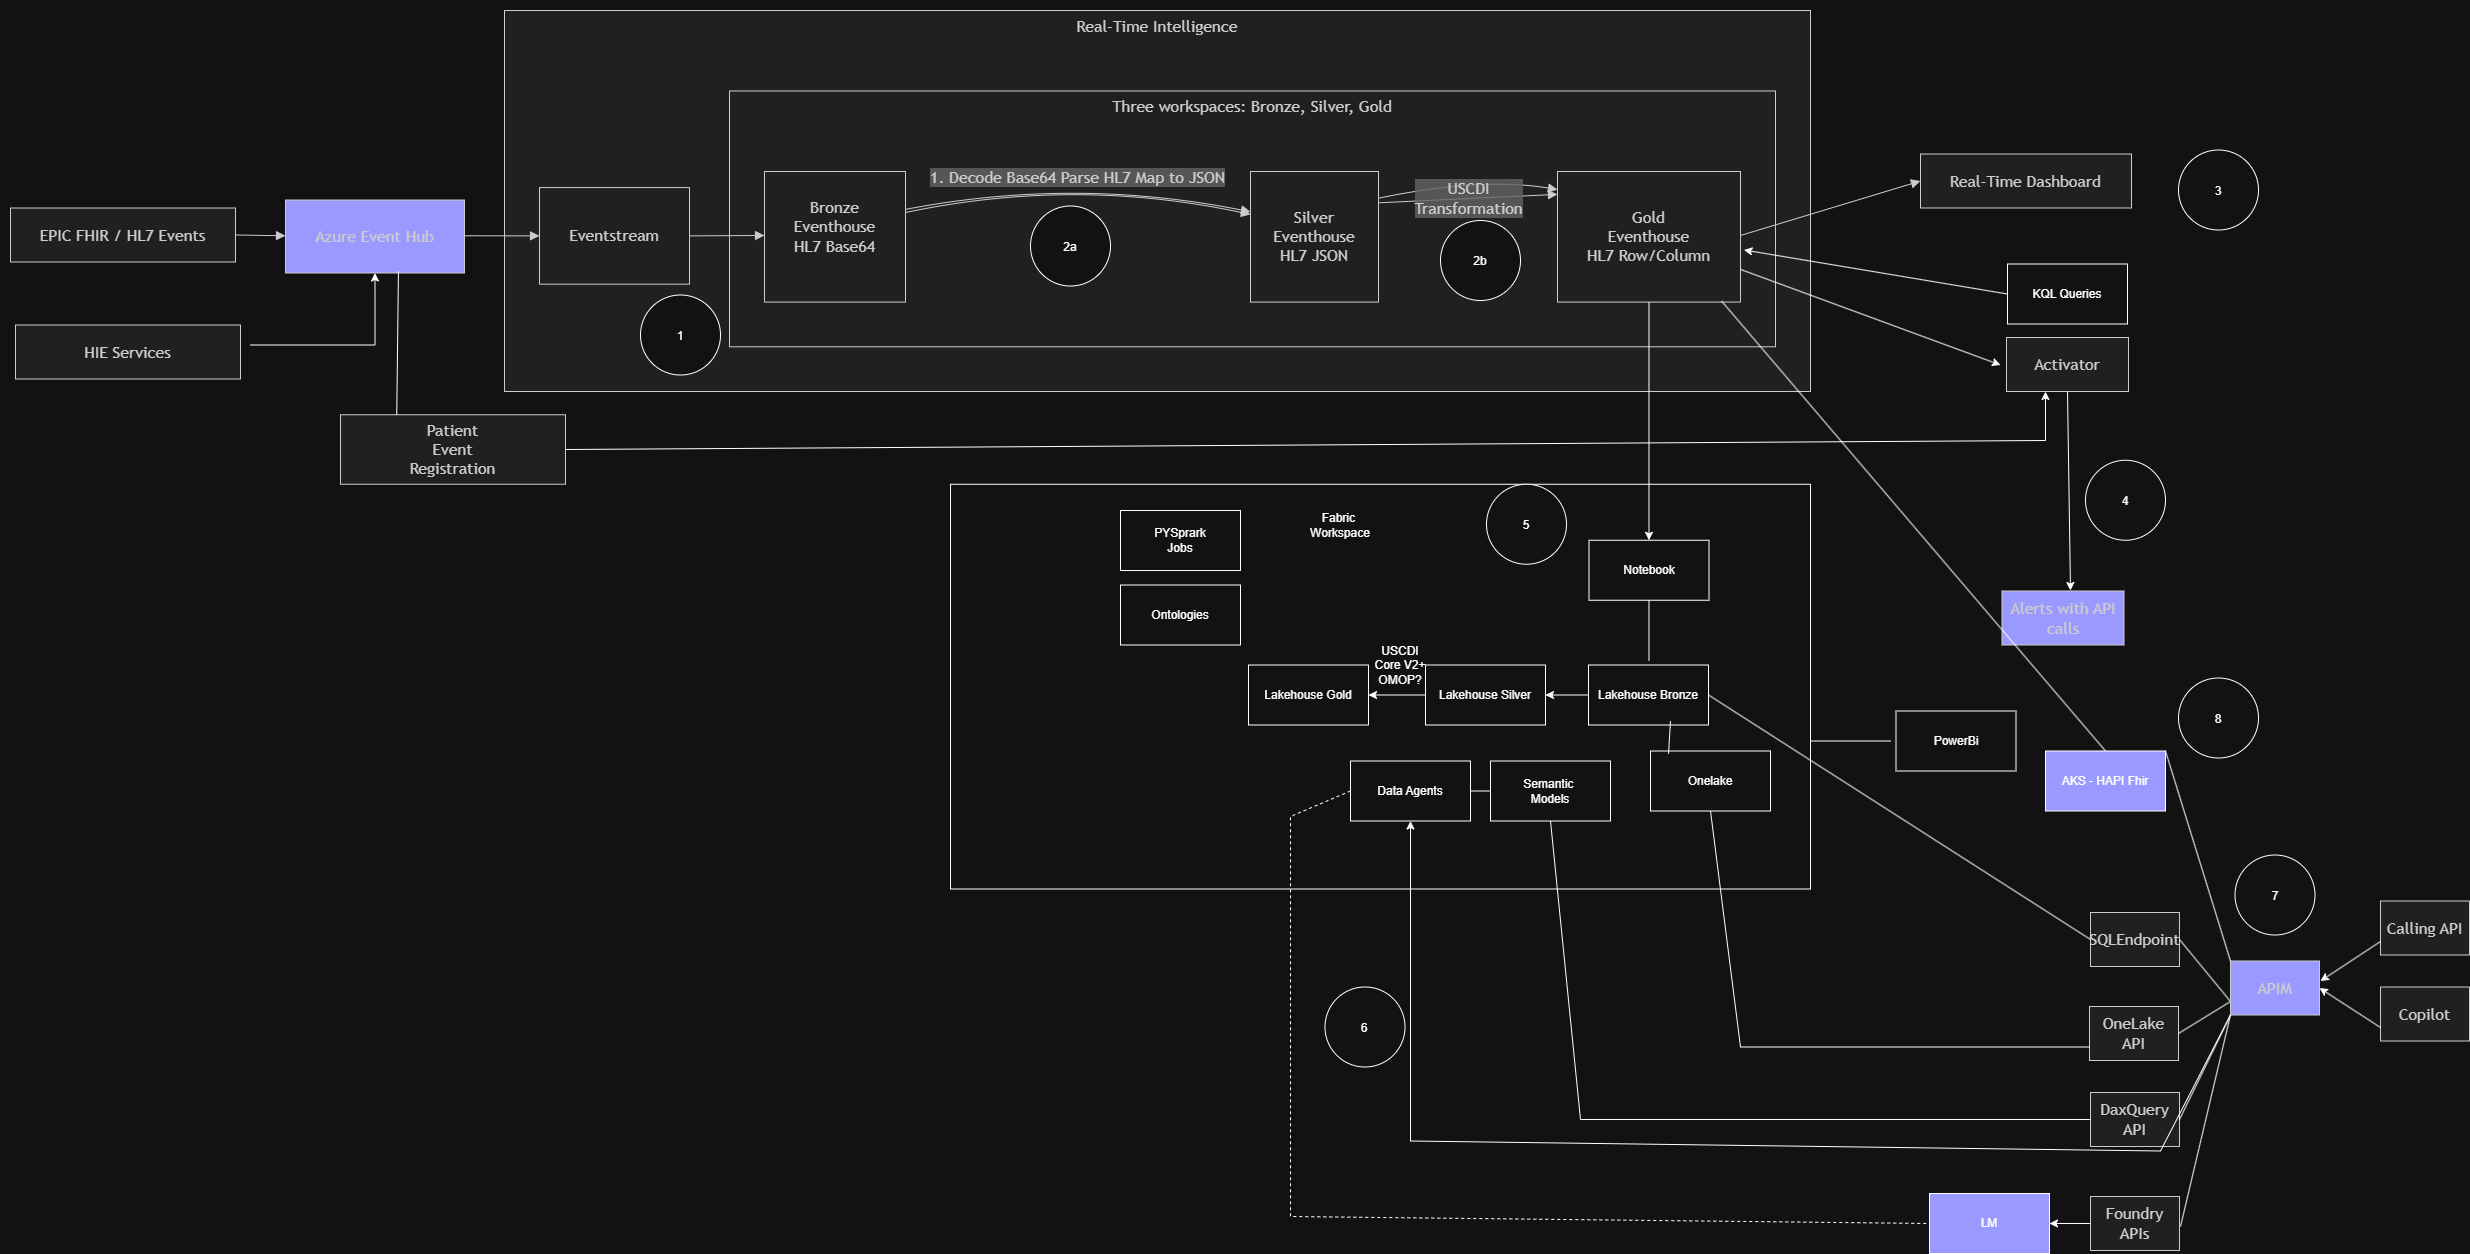 Real-Time Intelligence
Three workspaces: Bronze, Silver, Gold
EPIC FHIR / HL7 Events
Azure Event Hub
HIE Services
Patient
Event
Registration
Eventstream
1
Bronze
Eventhouse
HL7 Base64
1. Decode Base64 Parse HL7 Map to JSON
2a
Silver
Eventhouse
HL7 JSON
USCDI
Transformation
2b
Gold
Eventhouse
HL7 Row/Column
Real-Time Dashboard
3
KQL Queries
Activator
4
Alerts with API
calls
PYSprark
Jobs
Fabric
Workspace
5
Notebook
Ontologies
USCDI
Core V2+
OMOP?
Lakehouse Gold
Lakehouse Silver
Lakehouse Bronze
Data Agents
Semantic
Models
Onelake
PowerBi
8
AKS - HAPI Fhir
7
SQLEndpoint
Calling API
APIM
Copilot
6
OneLake
API
DaxQuery
API
LM
Foundry
APIs